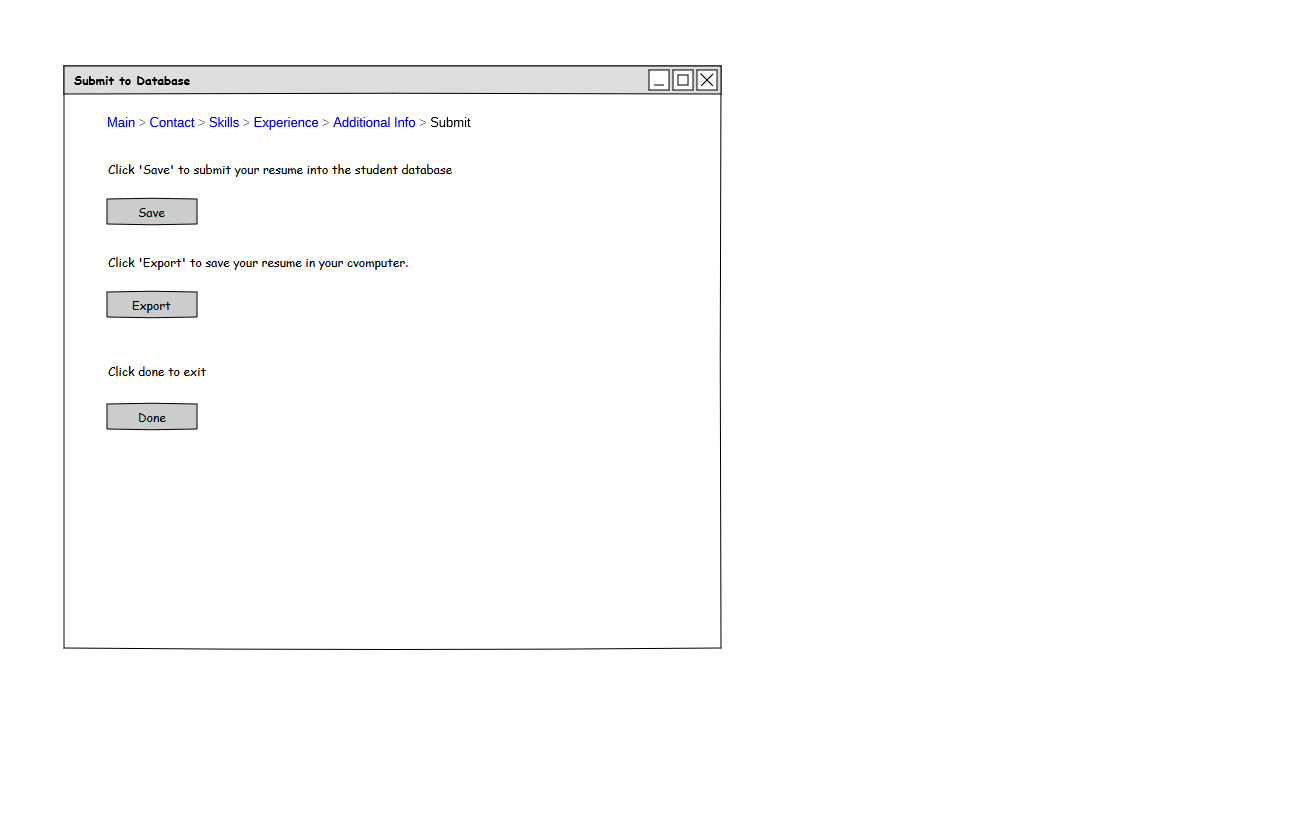 Submit to Database
Main > Contact > Skills > Experience > Additional Info > Submit
Click 'Save' to submit your resume into the student database
Save
Click 'Export' to save your resume in your cvomputer.
Export
Click done to exit
Done